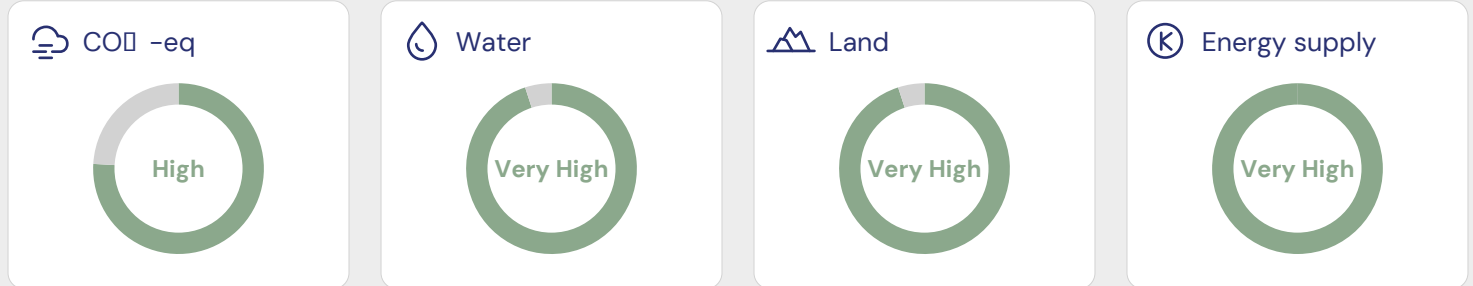 CO▯ -eq
High
Water
Very High
Land
Very High
Energy supply
Very High